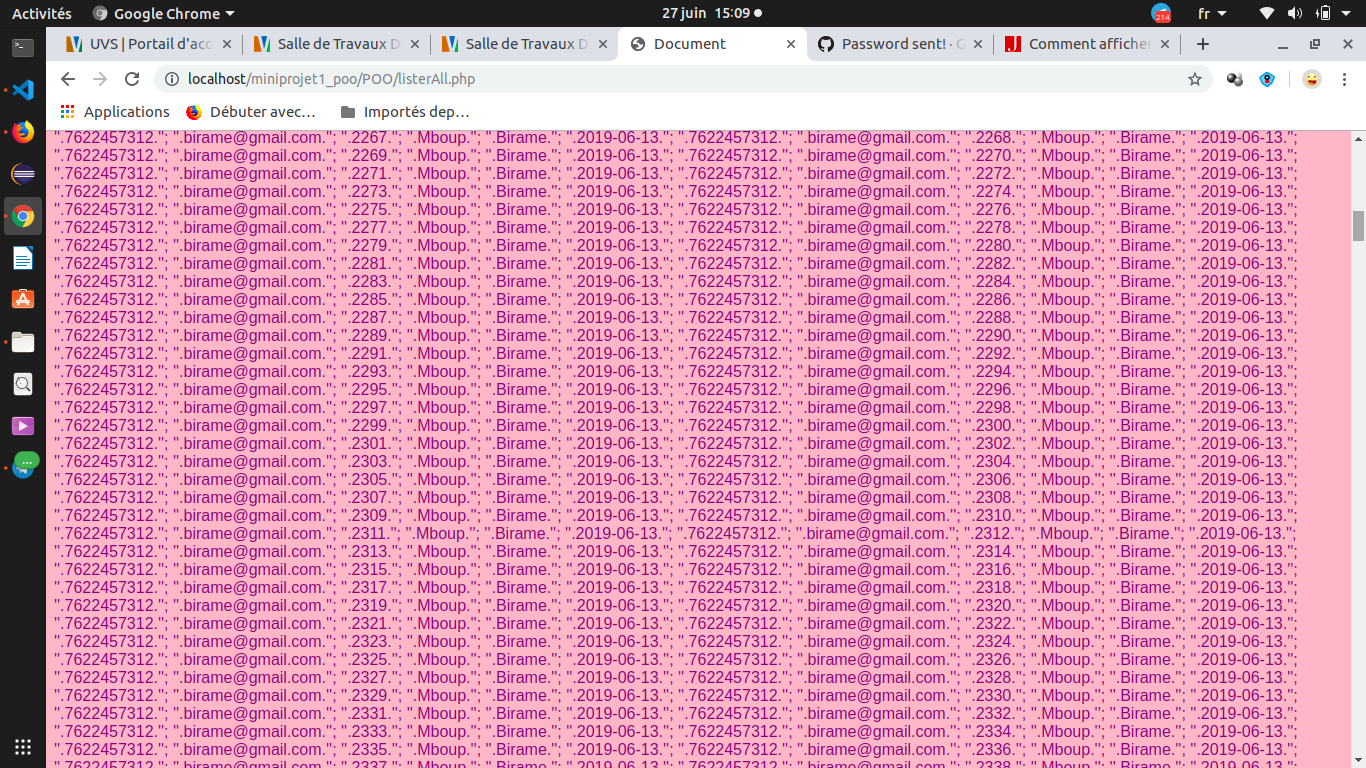 Activités
Google Chrome
27 juin 15:09
214
fr
UVS | Portail d'acc
Salle de Travaux D
Salle de Travaux D
Document
Password sent! · G
Comment afficher
localhost/miniprojet1_poo/POO/listerAll.php
Applications
Débuter avec…
Importés dep…
".7622457312."; ".birame@gmail.com."; ".2267."; ".Mboup."; ".Birame."; ".2019-06-13."; ".7622457312."; ".birame@gmail.com."; ".2268."; ".Mboup."; ".Birame."; ".2019-06-13.";
".7622457312."; ".birame@gmail.com."; ".2269."; ".Mboup."; ".Birame."; ".2019-06-13."; ".7622457312."; ".birame@gmail.com."; ".2270."; ".Mboup."; ".Birame."; ".2019-06-13.";
".7622457312."; ".birame@gmail.com."; ".2271."; ".Mboup."; ".Birame."; ".2019-06-13."; ".7622457312."; ".birame@gmail.com."; ".2272."; ".Mboup."; ".Birame."; ".2019-06-13.";
".7622457312."; ".birame@gmail.com."; ".2273."; ".Mboup."; ".Birame."; ".2019-06-13."; ".7622457312."; ".birame@gmail.com."; ".2274."; ".Mboup."; ".Birame."; ".2019-06-13.";
".7622457312."; ".birame@gmail.com."; ".2275."; ".Mboup."; ".Birame."; ".2019-06-13."; ".7622457312."; ".birame@gmail.com."; ".2276."; ".Mboup."; ".Birame."; ".2019-06-13.";
".7622457312."; ".birame@gmail.com."; ".2277."; ".Mboup."; ".Birame."; ".2019-06-13."; ".7622457312."; ".birame@gmail.com."; ".2278."; ".Mboup."; ".Birame."; ".2019-06-13.";
".7622457312."; ".birame@gmail.com."; ".2279."; ".Mboup."; ".Birame."; ".2019-06-13."; ".7622457312."; ".birame@gmail.com."; ".2280."; ".Mboup."; ".Birame."; ".2019-06-13.";
".7622457312."; ".birame@gmail.com."; ".2281."; ".Mboup."; ".Birame."; ".2019-06-13."; ".7622457312."; ".birame@gmail.com."; ".2282."; ".Mboup."; ".Birame."; ".2019-06-13.";
".7622457312."; ".birame@gmail.com."; ".2283."; ".Mboup."; ".Birame."; ".2019-06-13."; ".7622457312."; ".birame@gmail.com."; ".2284."; ".Mboup."; ".Birame."; ".2019-06-13.";
".7622457312."; ".birame@gmail.com."; ".2285."; ".Mboup."; ".Birame."; ".2019-06-13."; ".7622457312."; ".birame@gmail.com."; ".2286."; ".Mboup."; ".Birame."; ".2019-06-13.";
".7622457312."; ".birame@gmail.com."; ".2287."; ".Mboup."; ".Birame."; ".2019-06-13."; ".7622457312."; ".birame@gmail.com."; ".2288."; ".Mboup."; ".Birame."; ".2019-06-13.";
".7622457312."; ".birame@gmail.com."; ".2289."; ".Mboup."; ".Birame."; ".2019-06-13."; ".7622457312."; ".birame@gmail.com."; ".2290."; ".Mboup."; ".Birame."; ".2019-06-13.";
".7622457312."; ".birame@gmail.com."; ".2291."; ".Mboup."; ".Birame."; ".2019-06-13."; ".7622457312."; ".birame@gmail.com."; ".2292."; ".Mboup."; ".Birame."; ".2019-06-13.";
".7622457312."; ".birame@gmail.com."; ".2293."; ".Mboup."; ".Birame."; ".2019-06-13."; ".7622457312."; ".birame@gmail.com."; ".2294."; ".Mboup."; ".Birame."; ".2019-06-13.";
".7622457312."; ".birame@gmail.com."; ".2295."; ".Mboup."; ".Birame."; ".2019-06-13."; ".7622457312."; ".birame@gmail.com."; ".2296."; ".Mboup."; ".Birame."; ".2019-06-13.";
".7622457312."; ".birame@gmail.com."; ".2297."; ".Mboup."; ".Birame."; ".2019-06-13."; ".7622457312."; ".birame@gmail.com."; ".2298."; ".Mboup."; ".Birame."; ".2019-06-13.";
".7622457312."; ".birame@gmail.com."; ".2299."; ".Mboup."; ".Birame."; ".2019-06-13."; ".7622457312."; ".birame@gmail.com."; ".2300."; ".Mboup."; ".Birame."; ".2019-06-13.";
".7622457312."; ".birame@gmail.com."; ".2301."; ".Mboup."; ".Birame."; ".2019-06-13."; ".7622457312."; ".birame@gmail.com."; ".2302."; ".Mboup."; ".Birame."; ".2019-06-13.";
".7622457312."; ".birame@gmail.com."; ".2303."; ".Mboup."; ".Birame."; ".2019-06-13."; ".7622457312."; ".birame@gmail.com."; ".2304."; ".Mboup."; ".Birame."; ".2019-06-13.";
".7622457312."; ".birame@gmail.com."; ".2305."; ".Mboup."; ".Birame."; ".2019-06-13."; ".7622457312."; ".birame@gmail.com."; ".2306."; ".Mboup."; ".Birame."; ".2019-06-13.";
".7622457312."; ".birame@gmail.com."; ".2307."; ".Mboup."; ".Birame."; ".2019-06-13."; ".7622457312."; ".birame@gmail.com."; ".2308."; ".Mboup."; ".Birame."; ".2019-06-13.";
".7622457312."; ".birame@gmail.com."; ".2309."; ".Mboup."; ".Birame."; ".2019-06-13."; ".7622457312."; ".birame@gmail.com."; ".2310."; ".Mboup."; ".Birame."; ".2019-06-13.";
".7622457312."; ".birame@gmail.com."; ".2311."; ".Mboup."; ".Birame."; ".2019-06-13."; ".7622457312."; ".birame@gmail.com."; ".2312."; ".Mboup."; ".Birame."; ".2019-06-13.";
".7622457312."; ".birame@gmail.com."; ".2313."; ".Mboup."; ".Birame."; ".2019-06-13."; ".7622457312."; ".birame@gmail.com."; ".2314."; ".Mboup."; ".Birame."; ".2019-06-13.";
".7622457312."; ".birame@gmail.com."; ".2315."; ".Mboup."; ".Birame."; ".2019-06-13."; ".7622457312."; ".birame@gmail.com."; ".2316."; ".Mboup."; ".Birame."; ".2019-06-13.";
".7622457312."; ".birame@gmail.com."; ".2317."; ".Mboup."; ".Birame."; ".2019-06-13."; ".7622457312."; ".birame@gmail.com."; ".2318."; ".Mboup."; ".Birame."; ".2019-06-13.";
".7622457312."; ".birame@gmail.com."; ".2319."; ".Mboup."; ".Birame."; ".2019-06-13."; ".7622457312."; ".birame@gmail.com."; ".2320."; ".Mboup."; ".Birame."; ".2019-06-13.";
".7622457312."; ".birame@gmail.com."; ".2321."; ".Mboup."; ".Birame."; ".2019-06-13."; ".7622457312."; ".birame@gmail.com."; ".2322."; ".Mboup."; ".Birame."; ".2019-06-13.";
".7622457312."; ".birame@gmail.com."; ".2323."; ".Mboup."; ".Birame."; ".2019-06-13."; ".7622457312."; ".birame@gmail.com."; ".2324."; ".Mboup."; ".Birame."; ".2019-06-13.";
".7622457312."; ".birame@gmail.com."; ".2325."; ".Mboup."; ".Birame."; ".2019-06-13."; ".7622457312."; ".birame@gmail.com."; ".2326."; ".Mboup."; ".Birame."; ".2019-06-13.";
".7622457312."; ".birame@gmail.com."; ".2327."; ".Mboup."; ".Birame."; ".2019-06-13."; ".7622457312."; ".birame@gmail.com."; ".2328."; ".Mboup."; ".Birame."; ".2019-06-13.";
".7622457312."; ".birame@gmail.com."; ".2329."; ".Mboup."; ".Birame."; ".2019-06-13."; ".7622457312."; ".birame@gmail.com."; ".2330."; ".Mboup."; ".Birame."; ".2019-06-13.";
".7622457312."; ".birame@gmail.com."; ".2331."; ".Mboup."; ".Birame."; ".2019-06-13."; ".7622457312."; ".birame@gmail.com."; ".2332."; ".Mboup."; ".Birame."; ".2019-06-13.";
".7622457312."; ".birame@gmail.com."; ".2333."; ".Mboup."; ".Birame."; ".2019-06-13."; ".7622457312."; ".birame@gmail.com."; ".2334."; ".Mboup."; ".Birame."; ".2019-06-13.";
".7622457312."; ".birame@gmail.com."; ".2335."; ".Mboup."; ".Birame."; ".2019-06-13."; ".7622457312."; ".birame@gmail.com."; ".2336."; ".Mboup."; ".Birame."; ".2019-06-13.";
".7622457312."; ".birame@gmail.com."; ".2337."; ".Mboup."; ".Birame."; ".2019-06-13."; ".7622457312."; ".birame@gmail.com."; ".2338."; ".Mboup."; ".Birame."; ".2019-06-13.";